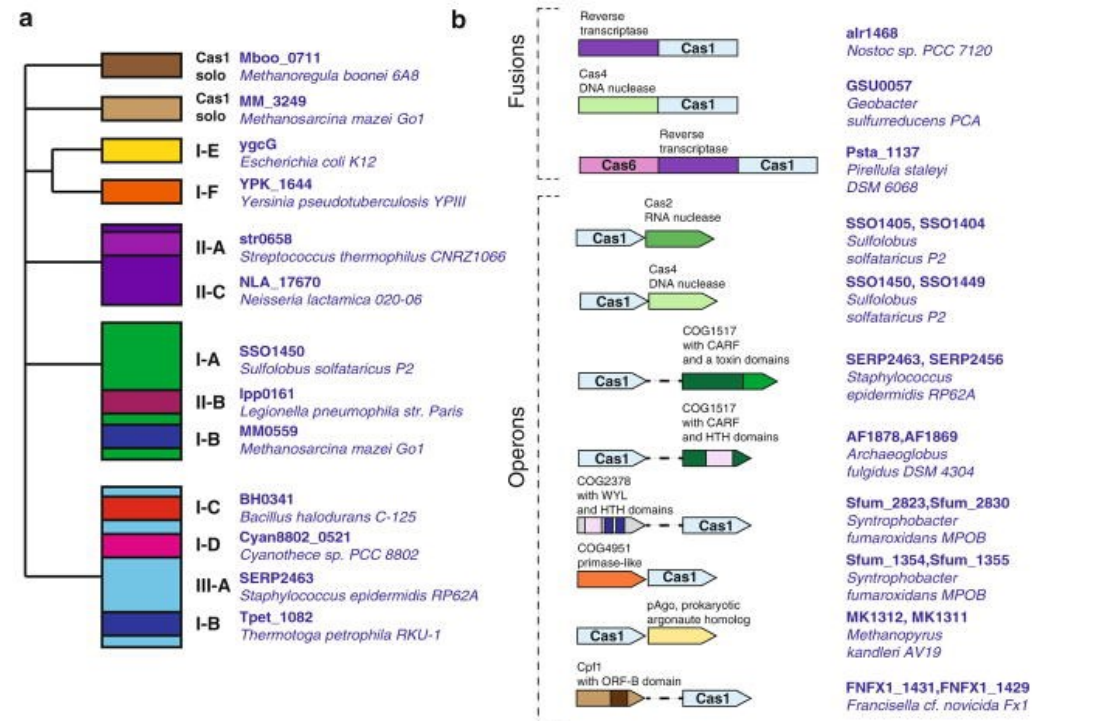 a
Cas1 solo
Mboo_0711
Methanoregula boonei 6A8
Cas1 solo
MM_3249
Methanosarcina mazei Go1
I-E
ygcG
Escherichia coli K12
I-F
YPK_1644
Yersinia pseudotuberculosis YPIII
II-A
str0658
Streptococcus thermophilus CNRZ1066
II-C
NLA_17670
Neisseria lactamica 020-06
I-A
SSO1450
Sulfolobus solfataricus P2
II-B
lpp0161
Legionella pneumophila str. Paris
I-B
MM0559
Methanosarcina mazei Go1
I-C
BH0341
Bacillus halodurans C-125
I-D
Cyan8802_0521
Cyanothece sp. PCC 8802
III-A
SERP2463
Staphylococcus epidermidis RP62A
I-B
Tpet_1082
Thermotoga petrophila RKU-1
b
Fusions
Reverse
transcriptase
Cas1
alr1468
Nostoc sp. PCC 7120
Cas4
DNA nuclease
Cas1
GSU0057
Geobacter
sulfurreducens PCA
Reverse
transcriptase
Cas6
Cas1
Psta_1137
Pirellula staleyi
DSM 6068
Operons
Cas2
RNA nuclease
Cas1
SSO1405, SSO1404
Sulfolobus
solfataricus P2
Cas4
DNA nuclease
Cas1
SSO1450, SSO1449
Sulfolobus
solfataricus P2
COG1517
with CARF
and a toxin domains
Cas1
SERP2463, SERP2456
Staphylococcus
epidermidis RP62A
COG1517
with CARF
and HTH domains
Cas1
AF1878,AF1869
Archaeoglobus
fulgidus DSM 4304
COG2378
with WYL
and HTH domains
Cas1
Sfum_2823,Sfum_2830
Syntrophobacter
fumaroxidans MPOB
COG4951
primase-like
Cas1
Sfum_1354,Sfum_1355
Syntrophobacter
fumaroxidans MPOB
pAgo, prokaryotic
argonaute homolog
Cas1
MK1312, MK1311
Methanopyrus
kandleri AV19
Cpf1
with ORF-B domain
Cas1
FNFX1_1431,FNFX1_1429
Francisella cf. novicida Fx1